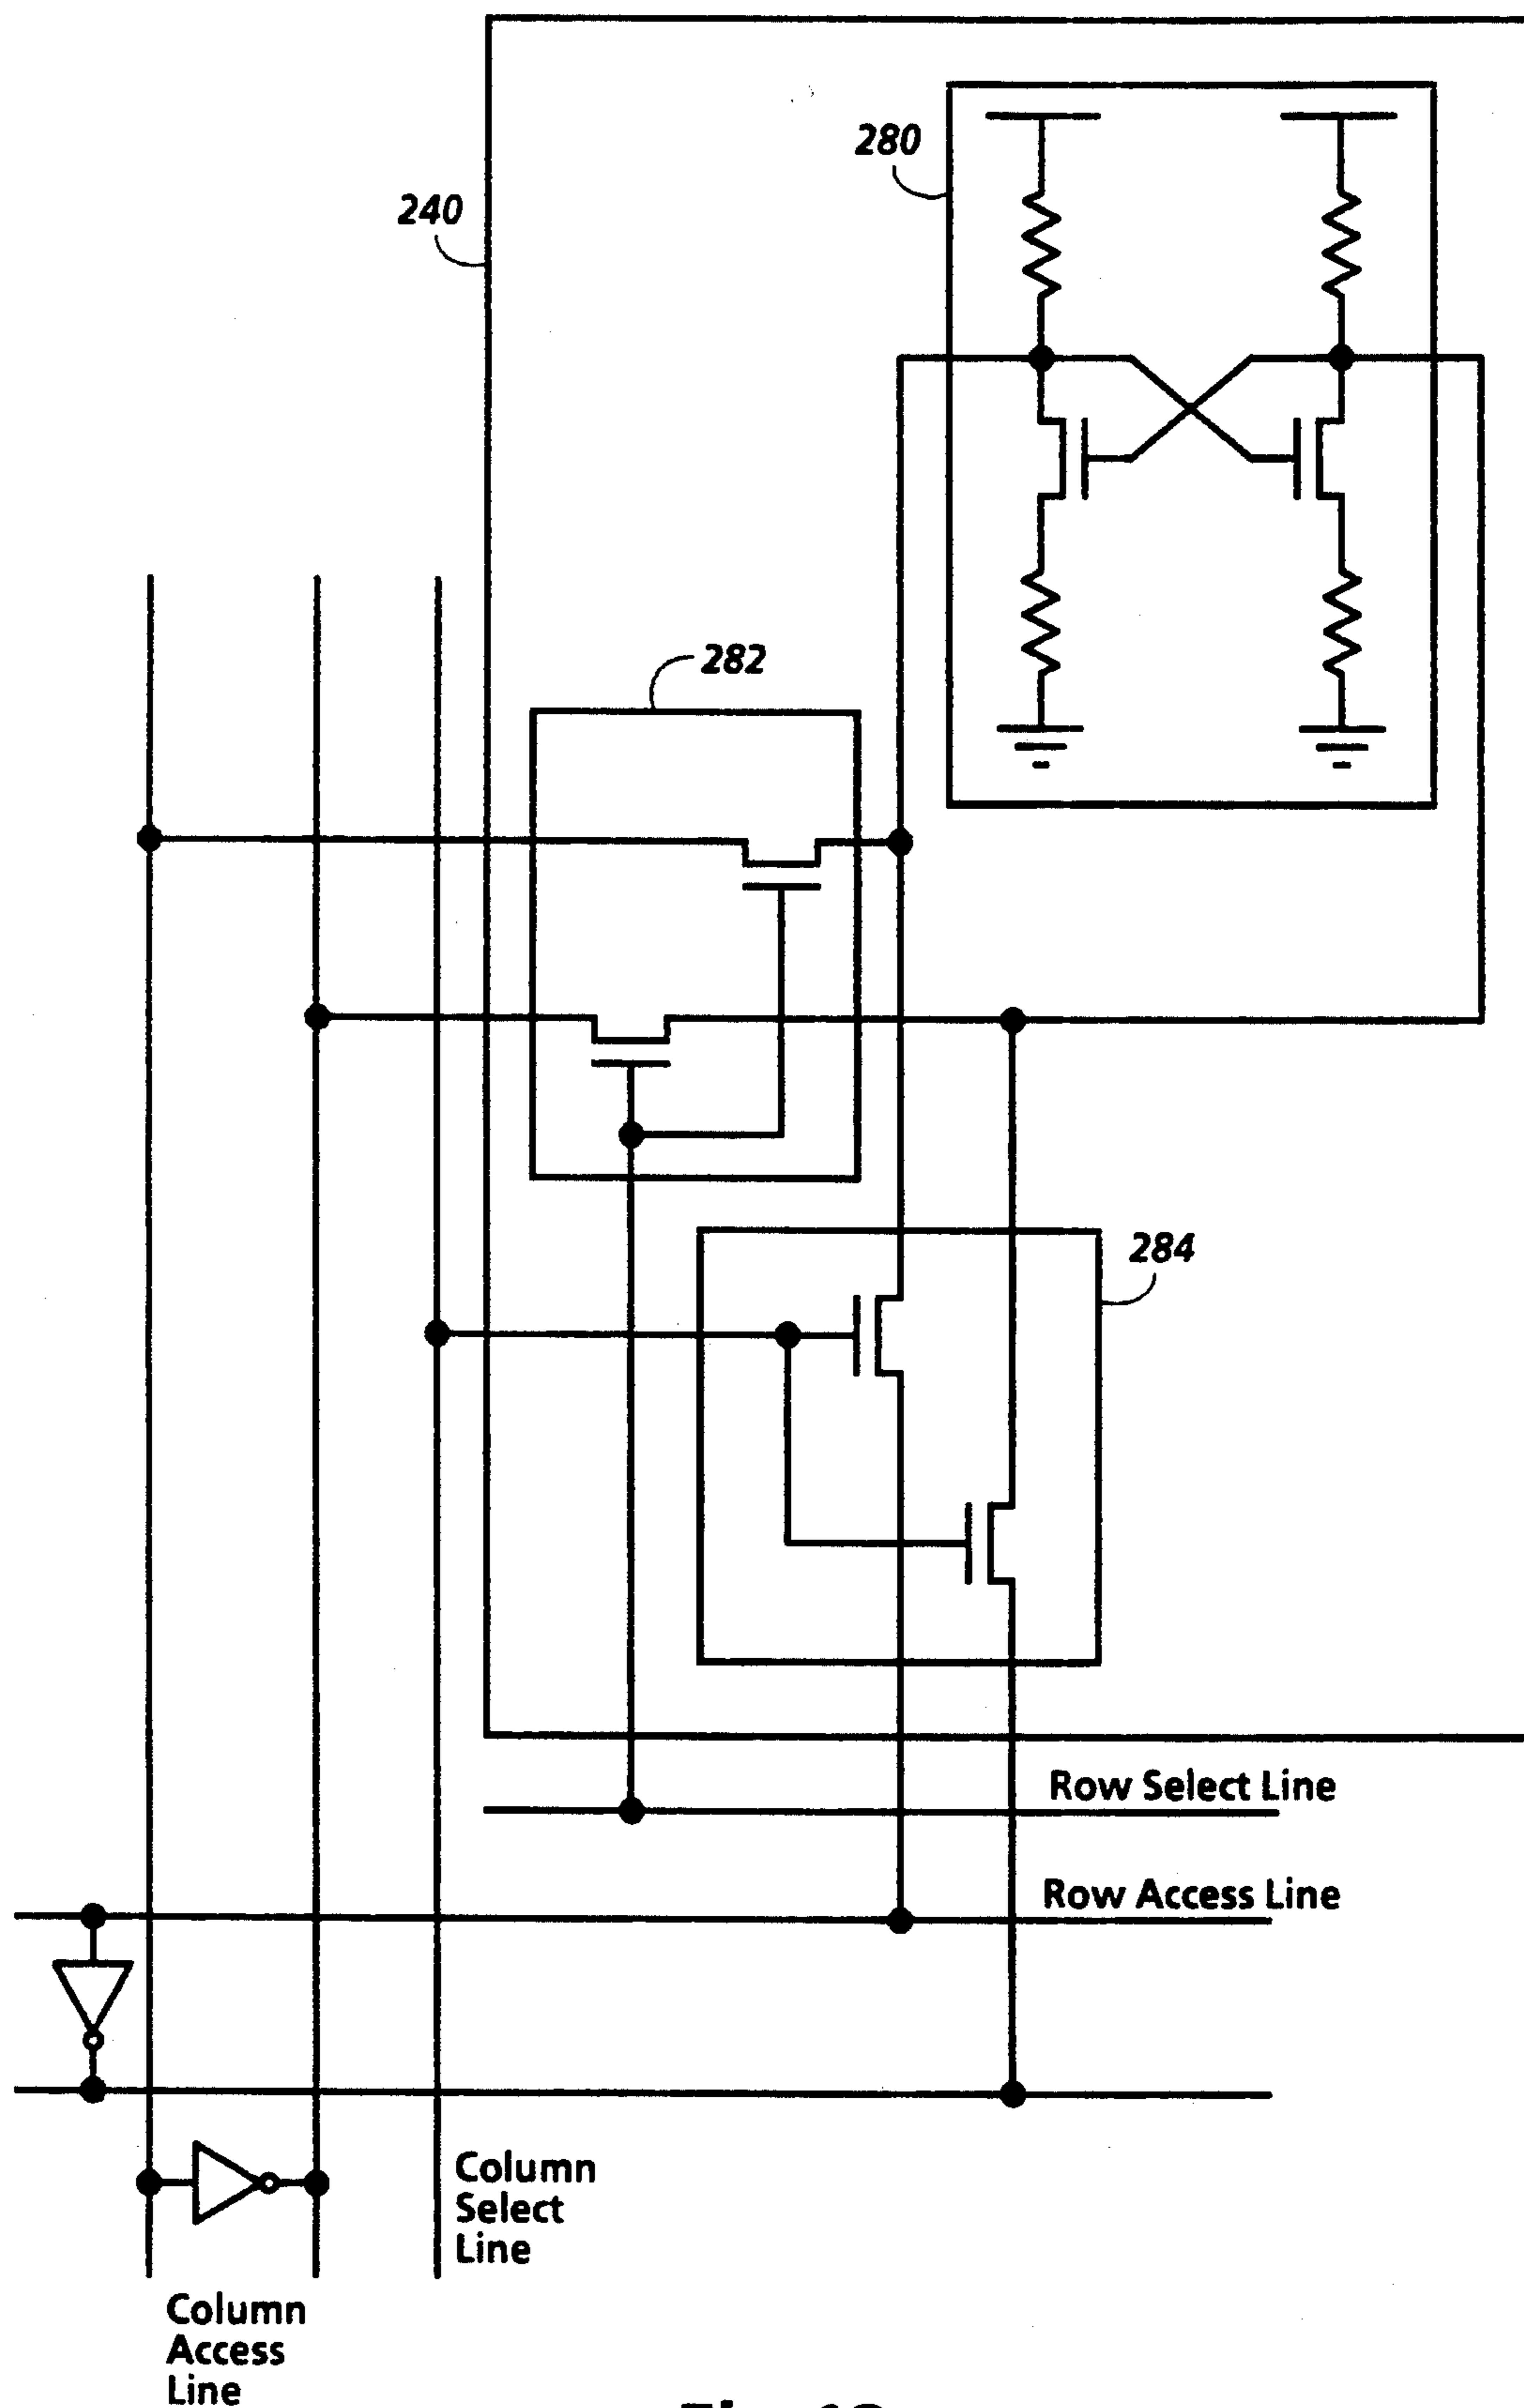 280
240
282
284
Row Select Line
Row Access Line
Column
Select
Line
Column
Access
Line